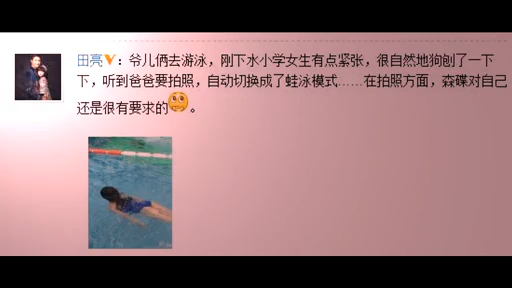 田亮：爷儿俩去游泳，刚下水小学女生有点紧张，很自然地狗刨了一下
下，听到爸爸要拍照，自动切换成了蛙泳模式……在拍照方面，森碟对自己
还是很有要求的。